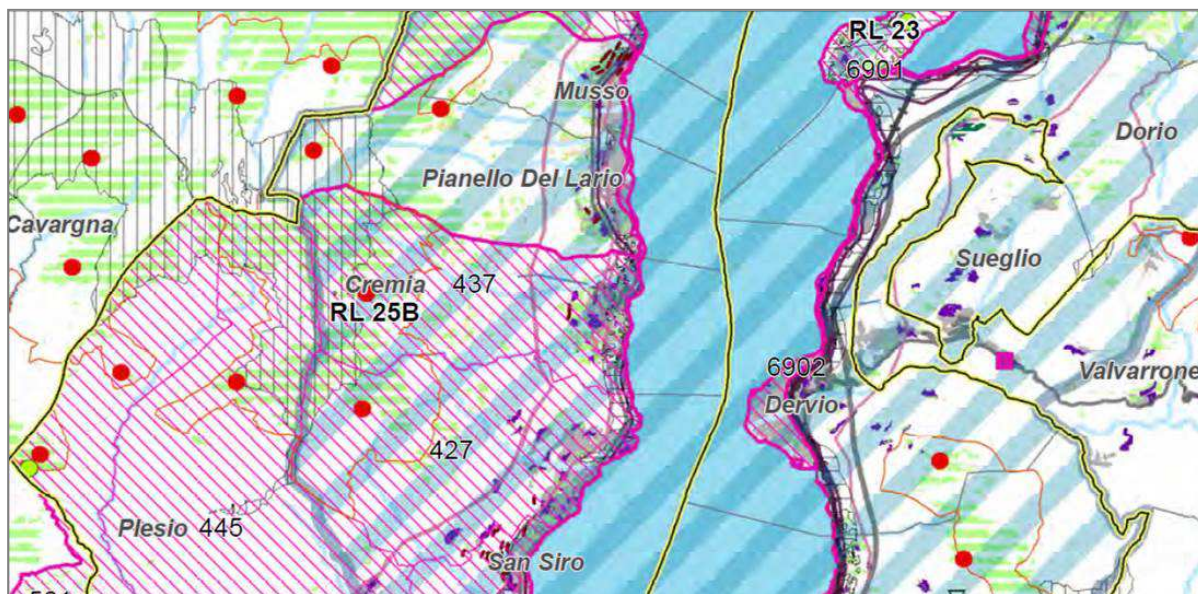 RL 23
6901
Musso
Dorio
Pianello Del Lario
Cavargna
Sueglio
Cremia
437
RL 25B
6902
Valvarrone
Dervio
427
Plesio
445
San Siro